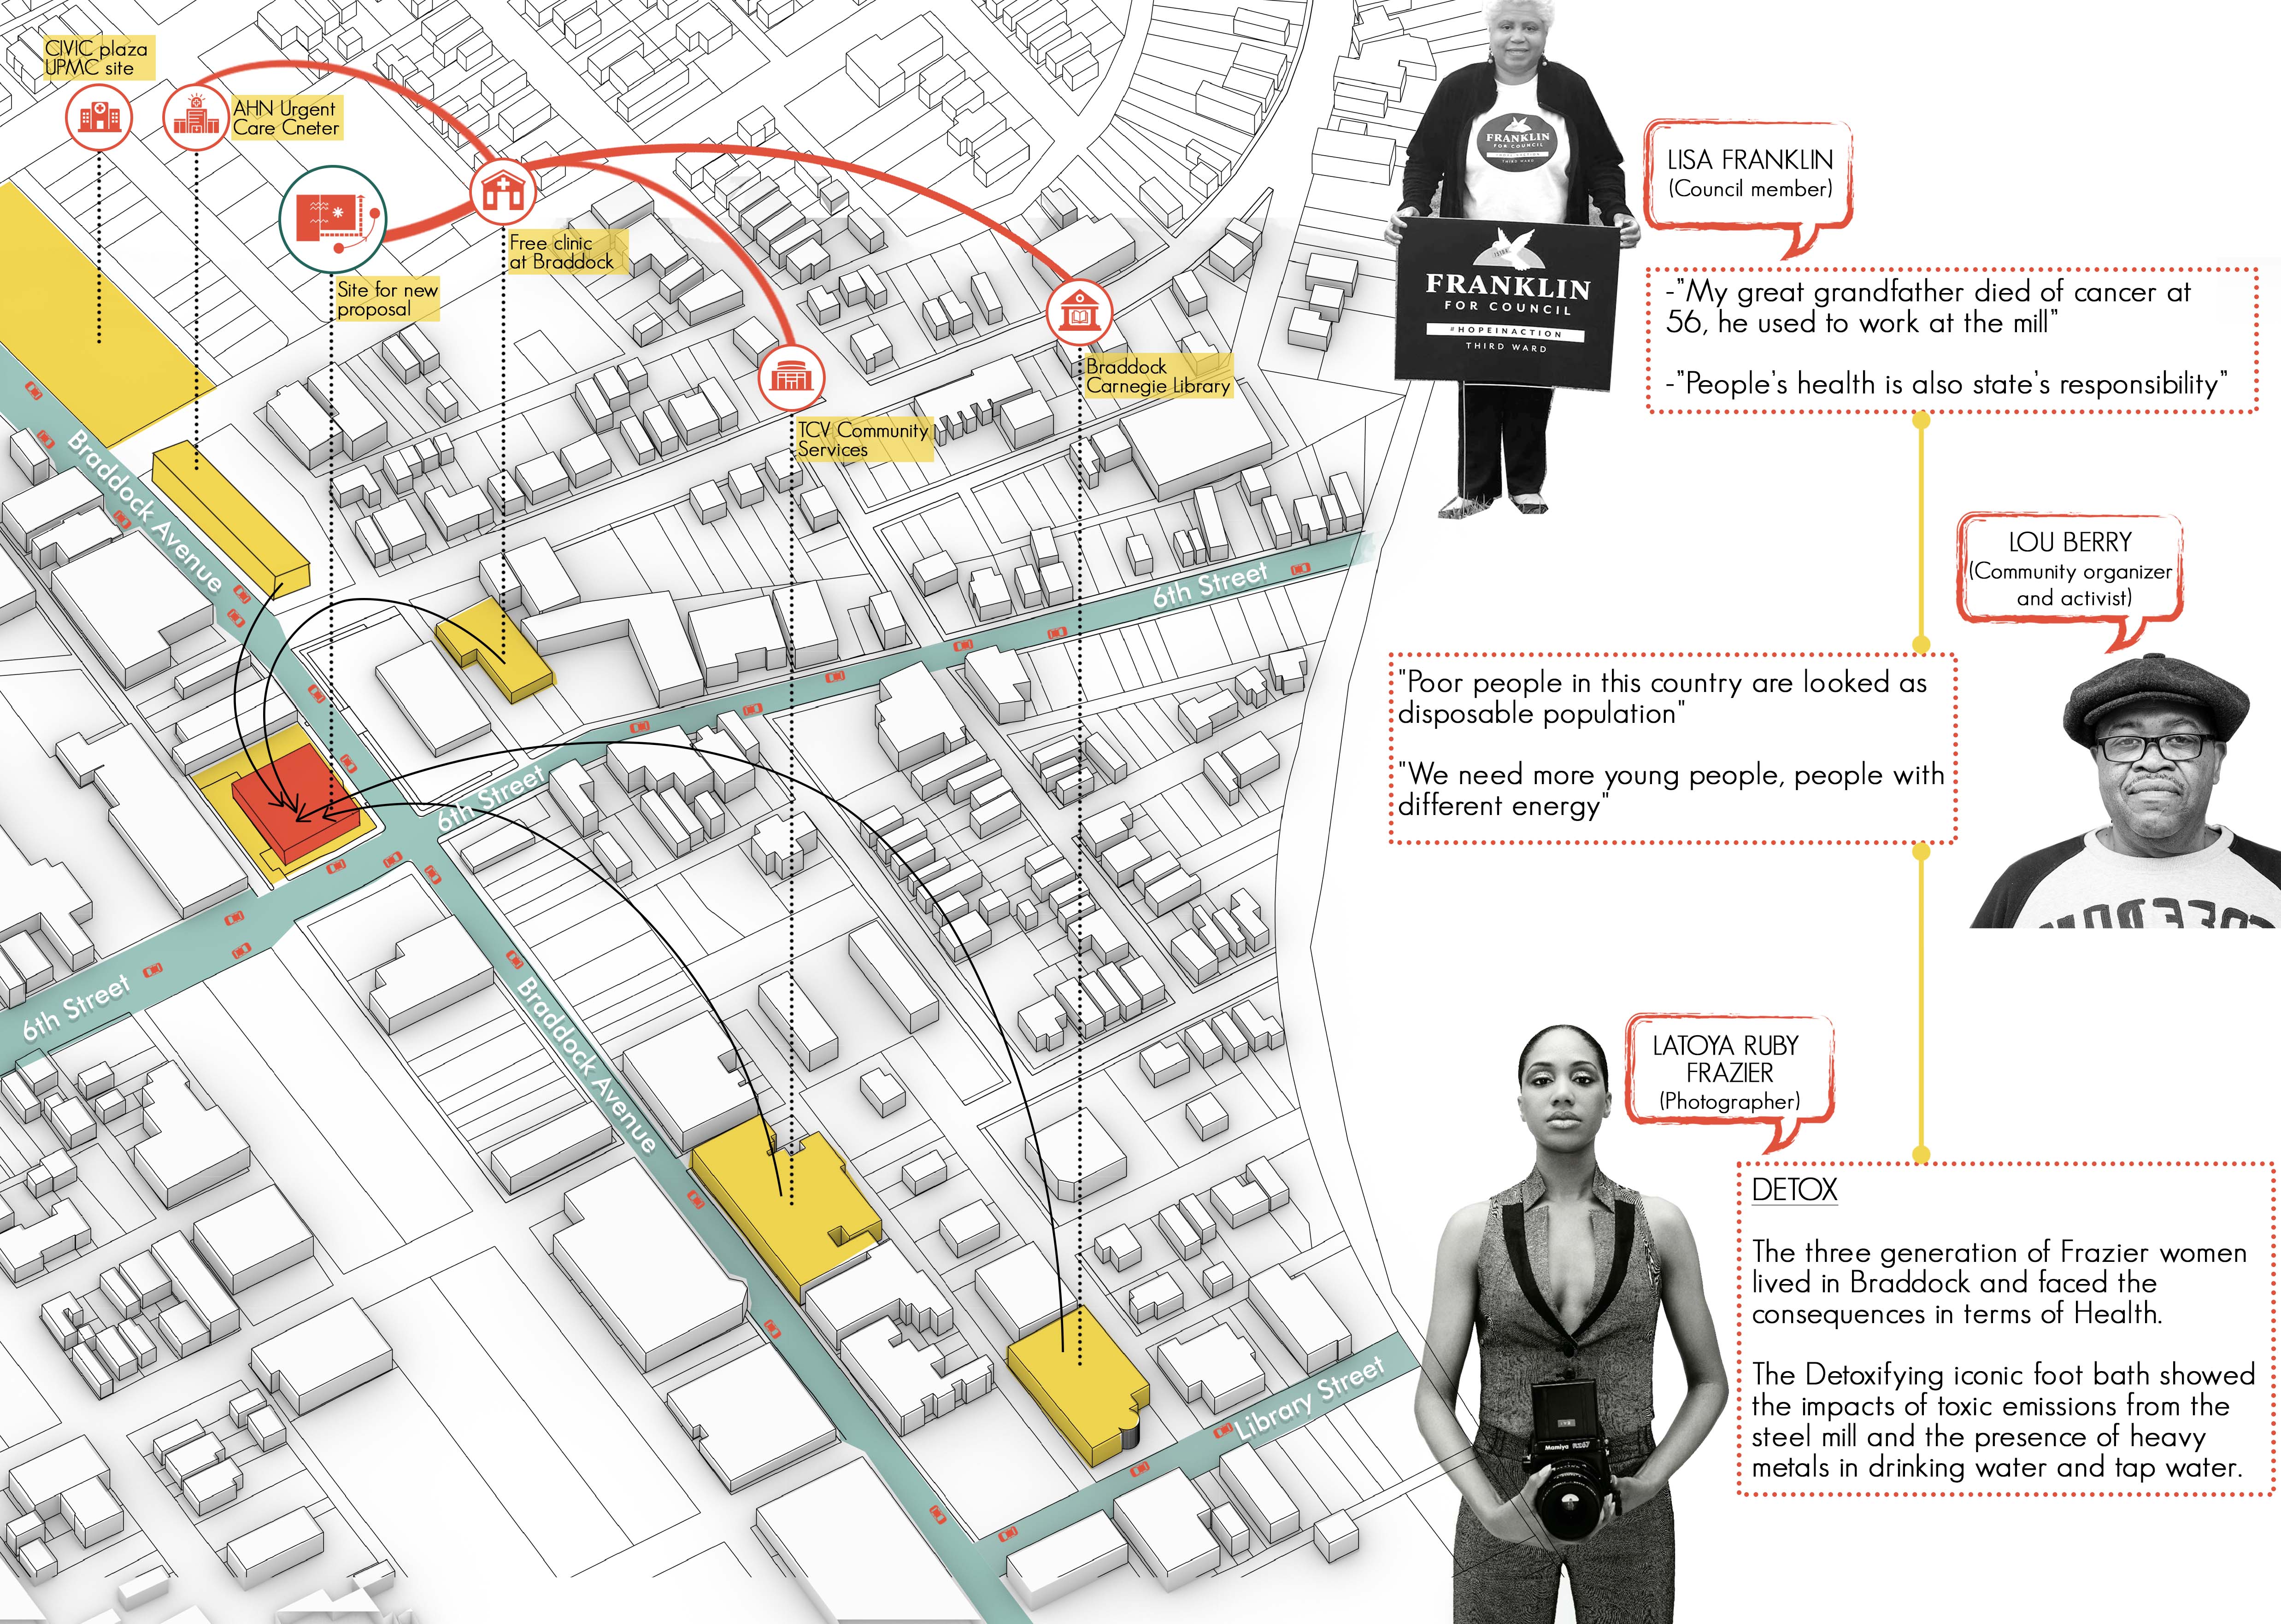 CIVIC plaza
UPMC site
AHN Urgent
Care Cneter
Site for new
proposal
Free clinic
at Braddock
TCV Community
Services
Braddock
Carnegie Library
Braddock Avenue
6th Street
6th Street
6th Street
Braddock Avenue
Library Street
FRANKLIN
FOR COUNCIL
THIRD WARD
FRANKLIN
FOR COUNCIL
#HOPEINACTION
THIRD WARD
LISA FRANKLIN
(Council member)
-"My great grandfather died of cancer at
56, he used to work at the mill"
-"People's health is also state's responsibility"
LOU BERRY
(Community organizer
and activist)
"Poor people in this country are looked as
disposable population"
"We need more young people, people with
different energy"
LATOYA RUBY
FRAZIER
(Photographer)
Mamiya RZ67
DETOX
The three generation of Frazier women
lived in Braddock and faced the
consequences in terms of Health.
The Detoxifying iconic foot bath showed
the impacts of toxic emissions from the
steel mill and the presence of heavy
metals in drinking water and tap water.